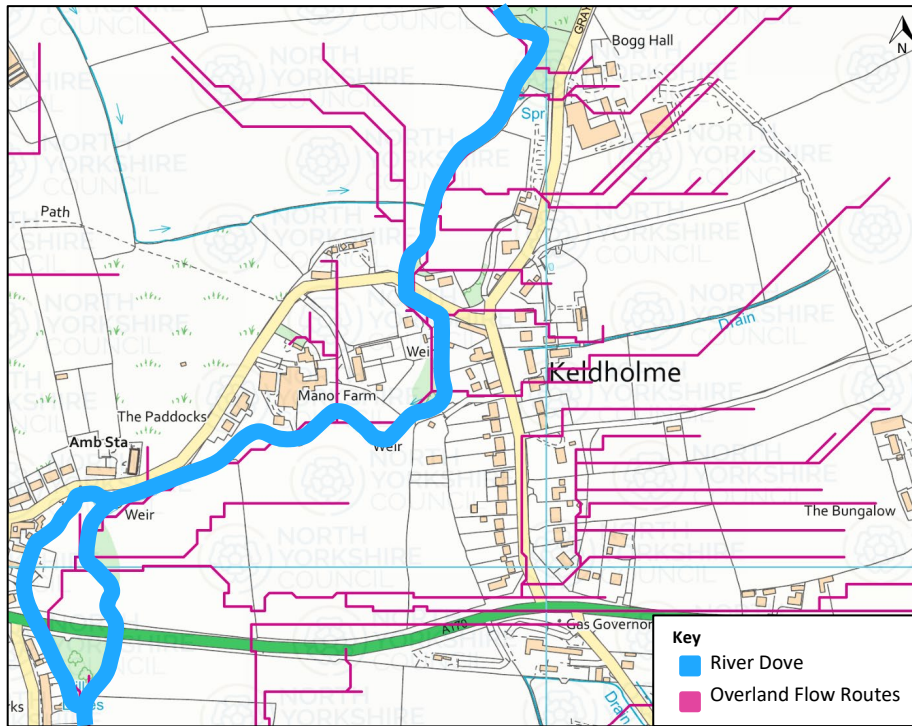 NORTH
YORKSHIRE
COUNCIL
GRAY
Bogg Hall
N
Spr
Path
Drain
Weir
Keldholme
Manor Farm
The Paddocks
Weir
Amb Sta
Weir
The Bungalow
A170
Gas Governor
Drain
Key
River Dove
Overland Flow Routes